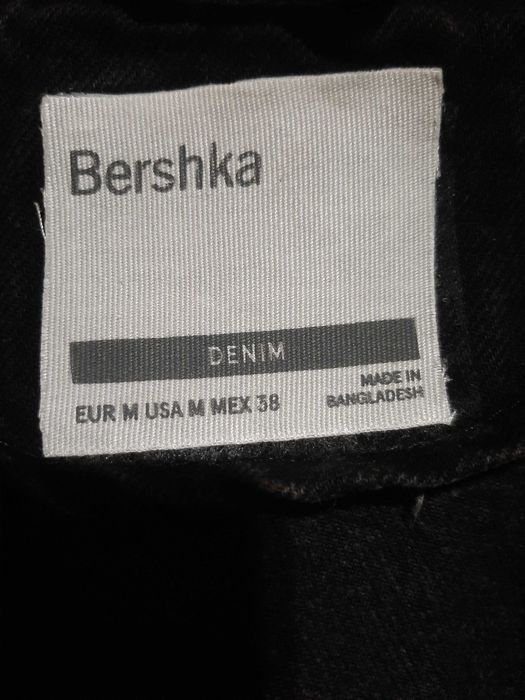 Bershka
DENIM
EUR M USA M MEX 38
MADE IN
BANGLADESH